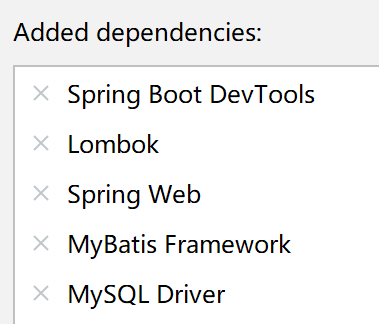 Added dependencies:
Spring Boot DevTools
Lombok
Spring Web
MyBatis Framework
MySQL Driver